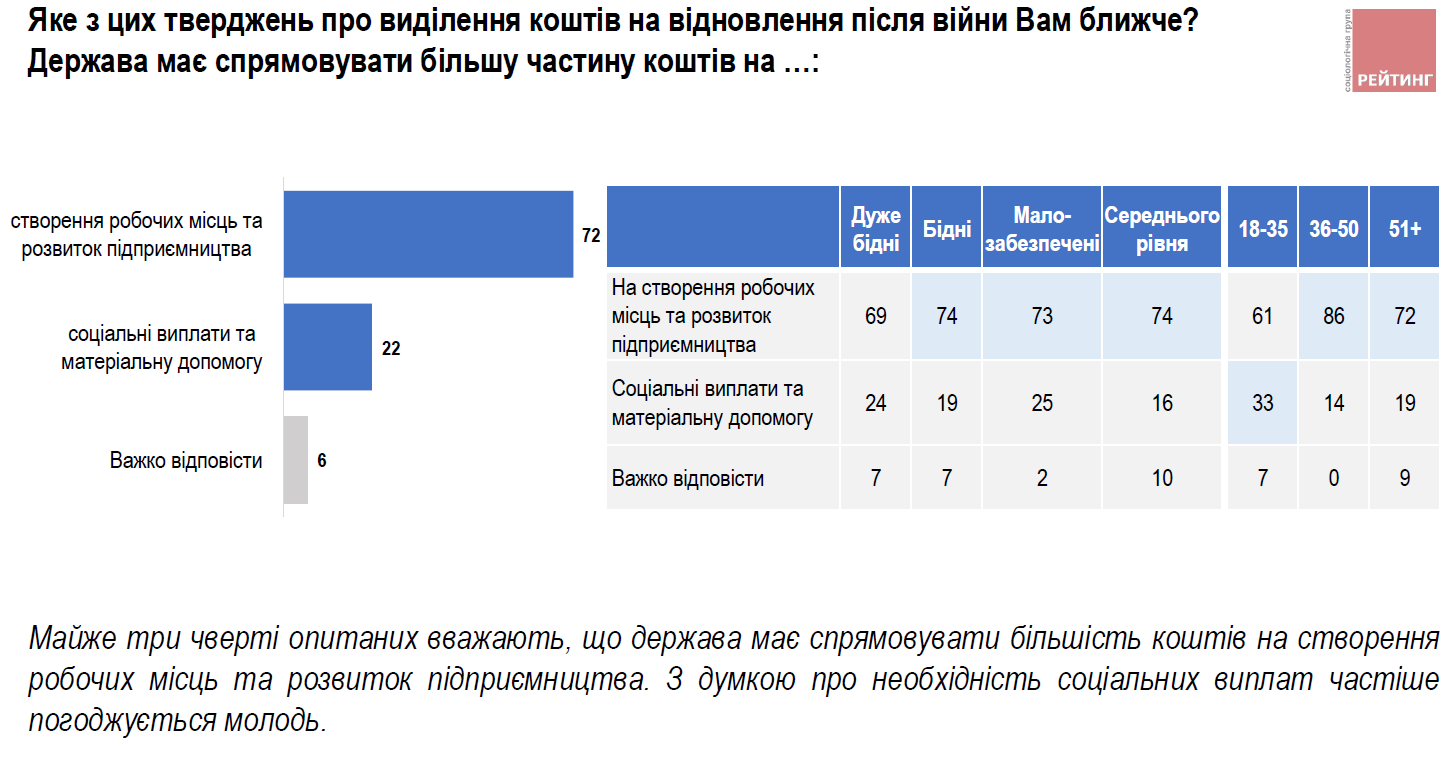 Яке з цих тверджень про виділення коштів на відновлення після війни Вам ближче?
Держава має спрямовувати більшу частину коштів на …:
соціологічна група
РЕЙТИНГ
створення робочих місць та
розвиток підприємництва
72
соціальні виплати та
матеріальну допомогу
22
Важко відповісти
6
Дуже бідні Бідні Мало-забезпечені Середнього рівня 18-35 36-50 51+
На створення робочих
місць та розвиток
підприємництва
69 74 73 74 61 86 72
Соціальні виплати та
матеріальну допомогу
24 19 25 16 33 14 19
Важко відповісти 7 7 2 10 7 0 9
Майже три чверті опитаних вважають, що держава має спрямовувати більшість коштів на створення
робочих місць та розвиток підприємництва. З думкою про необхідність соціальних виплат частіше
погоджується молодь.